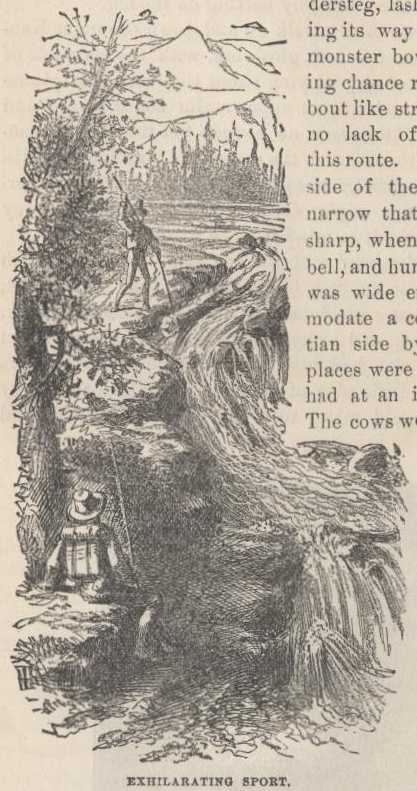 dersteg, lash
ing its way
monster bo
ing chance r
bout like str
no lack of
this route.
side of the
narrow that
sharp, when
bell, and hur
was wide e
modate a co
tian side by
places were
had at an i
The cows we
EXHILARATING SPORT.